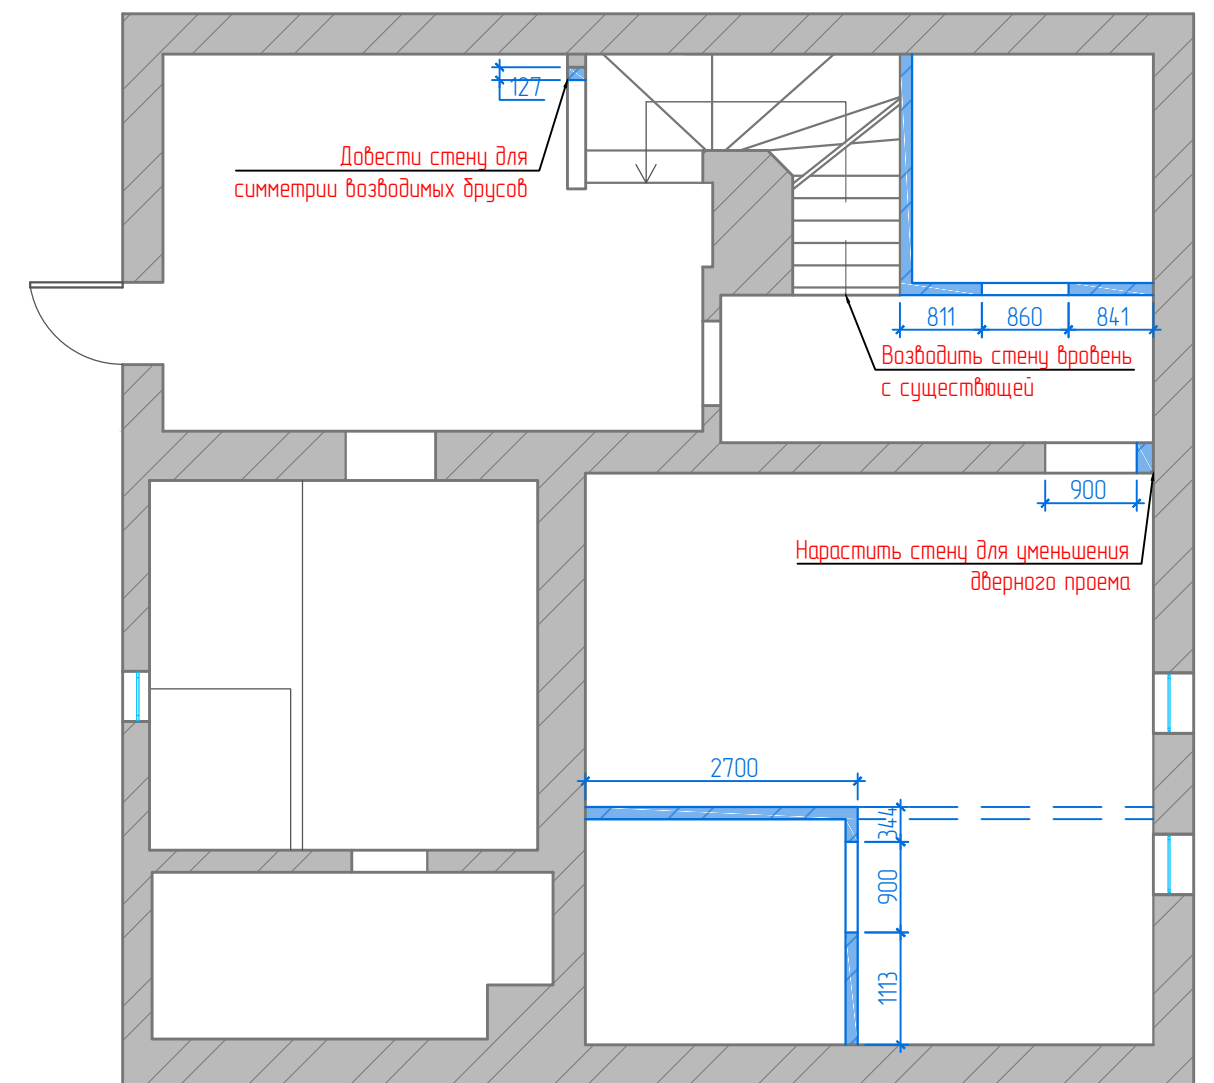 127
Довести стену для
симметрии возводимых брусов
811 860 841
Возводить стену вровень
с существющей
900
Нарастить стену для уменьшения
дверного проема
2700
344
900
1113